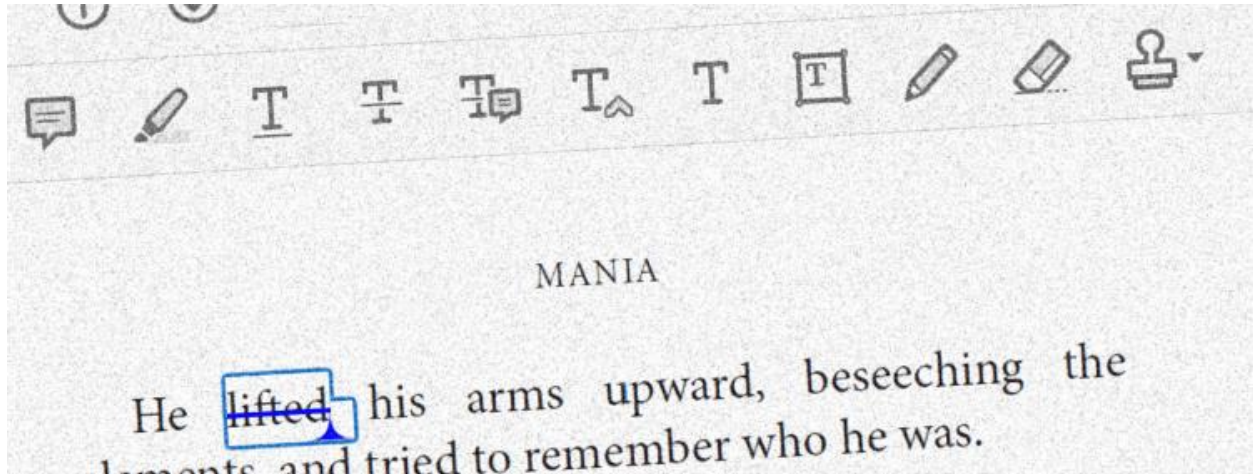 MANIA
He lifted his arms upward, beseeching the
and tried to remember who he was.